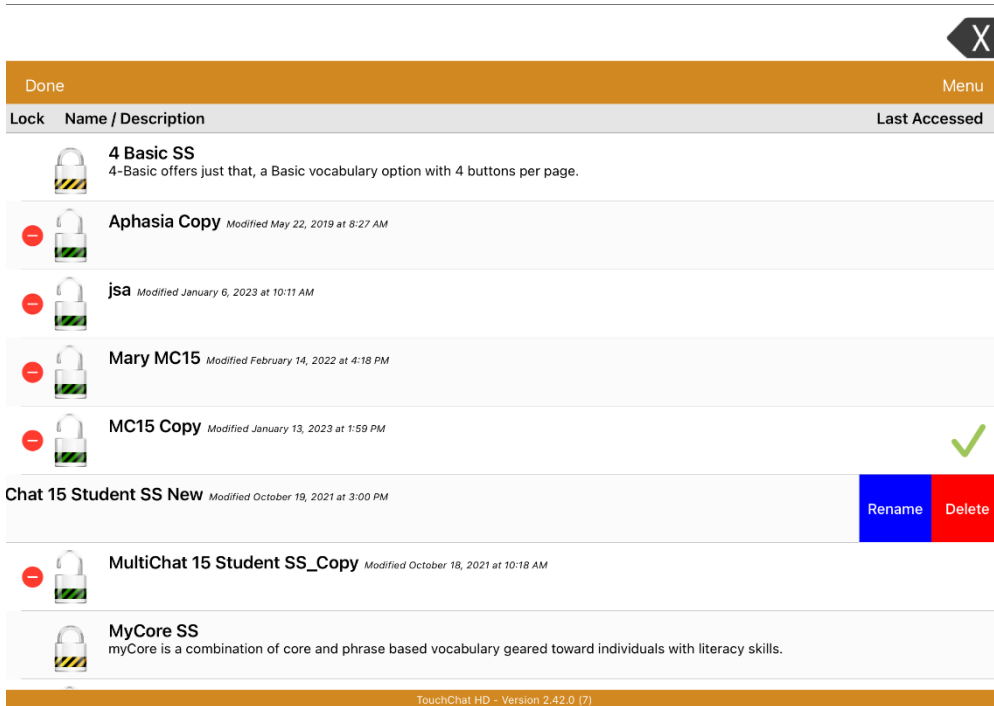 X
Done Menu
Lock Name / Description Last Accessed
4 Basic SS
4-Basic offers just that, a Basic vocabulary option with 4 buttons per page.
Aphasia Copy Modified May 22, 2019 at 8:27 AM
jsa Modified January 6, 2023 at 10:11 AM
Mary MC15 Modified February 14, 2022 at 4:18 PM
MC15 Copy Modified January 13, 2023 at 1:59 PM
Chat 15 Student SS New Modified October 19, 2021 at 3:00 PM Rename Delete
MultiChat 15 Student SS_Copy Modified October 18, 2021 at 10:18 AM
MyCore SS
myCore is a combination of core and phrase based vocabulary geared toward individuals with literacy skills.
TouchChat HD - Version 2.42.0 (7)